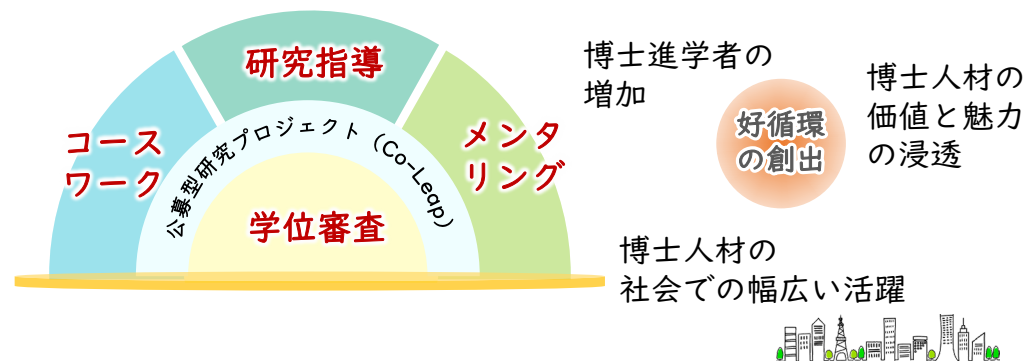 研究指導
コース
ワーク
メンタ
リング
公募型研究プロジェクト（Co-Leap）
学位審査
博士進学者の
増加
好循環
の創出
博士人材の
価値と魅力
の浸透
博士人材の
社会での幅広い活躍